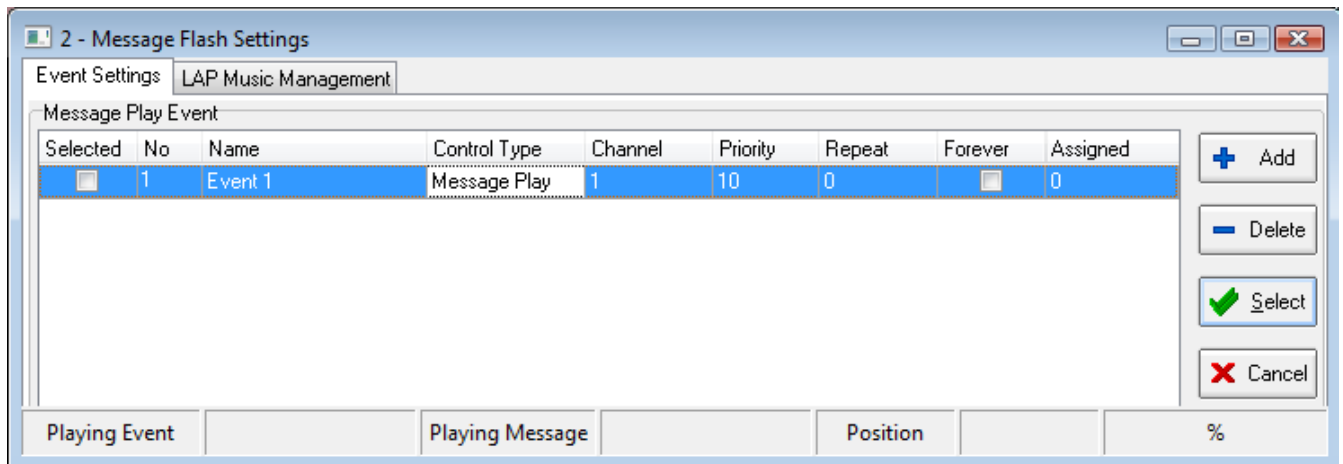 2 - Message Flash Settings
Event Settings LAP Music Management
Message Play Event
Selected No Name Control Type Channel Priority Repeat Forever Assigned
1 Event 1 Message Play 1 10 0 0
Add
Delete
Select
Cancel
Playing Event Playing Message Position %